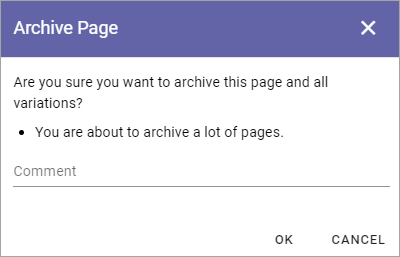 Archive Page
Are you sure you want to archive this page and all
variations?
You are about to archive a lot of pages.
Comment
OK CANCEL